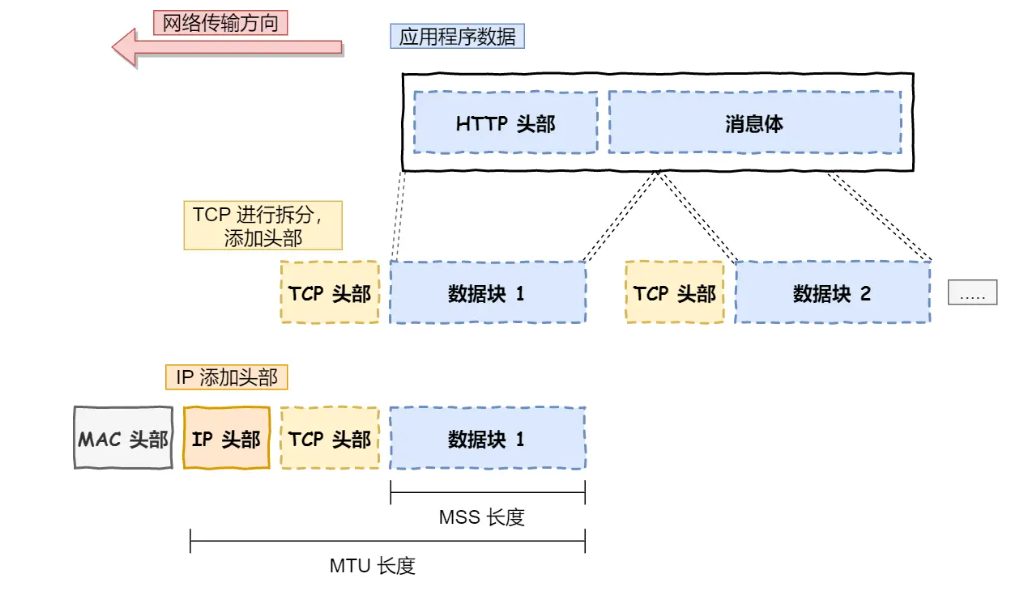 网络传输方向
应用程序数据
HTTP 头部
消息体
TCP 进行拆分，
添加头部
TCP 头部
数据块 1
TCP 头部
数据块 2
.....
IP 添加头部
MAC 头部
IP 头部
TCP 头部
数据块 1
MSS 长度
MTU 长度